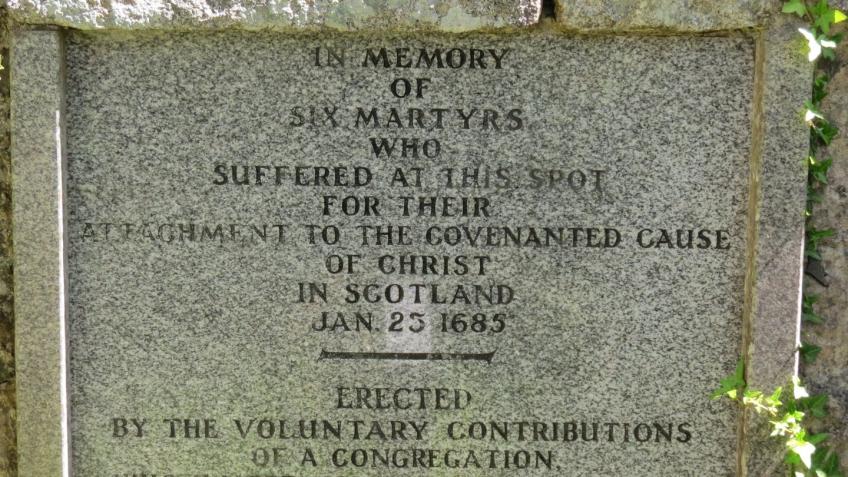 IN MEMORY
OF
SIX MARTYRS
WHO
SUFFERED AT THIS SPOT
FOR THEIR
ATTACHMENT TO THE COVENANTED CAUSE
OF CHRIST
IN SCOTLAND
JAN. 23 1685
ERECTED
BY THE VOLUNTARY CONTRIBUTIONS
OF A CONGREGATION,